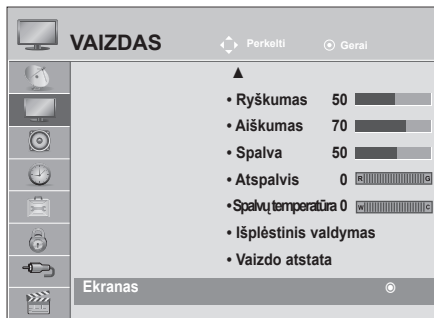 VAIZDAS Perkelti Gerai
• Ryškumas 50
• Aiškumas 70
• Spalva 50
• Atspalvis 0 R G
• Spalvų temperatūra 0 W C
• Išplėstinis valdymas
• Vaizdo atstata
Ekranas